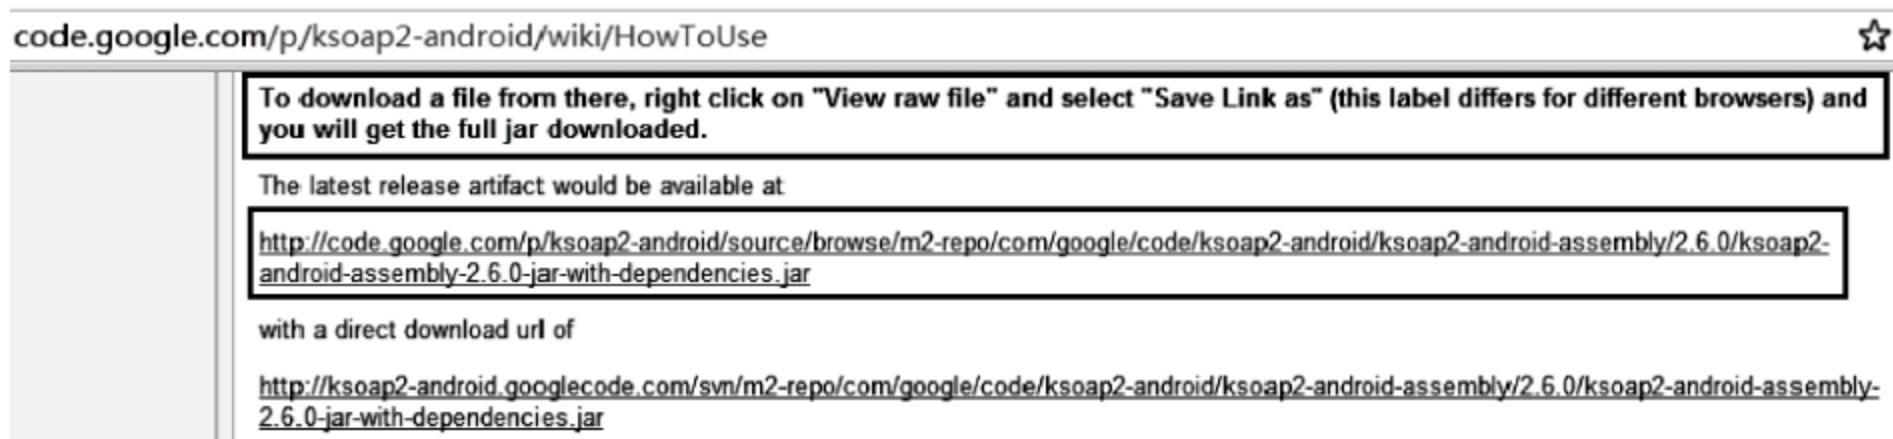 code.google.com/p/ksoap2-android/wiki/HowToUse
To download a file from there, right click on "View raw file" and select "Save Link as" (this label differs for different browsers) and
you will get the full jar downloaded.
The latest release artifact would be available at
http://code.google.com/p/ksoap2-android/source/browse/m2-repo/com/google/code/ksoap2-android/ksoap2-android-assembly/2.6.0/ksoap2-
android-assembly-2.6.0-jar-with-dependencies.jar
with a direct download url of
http://ksoap2-android.googlecode.com/svn/m2-repo/com/google/code/ksoap2-android/ksoap2-android-assembly/2.6.0/ksoap2-android-assembly-
2.6.0-jar-with-dependencies.jar